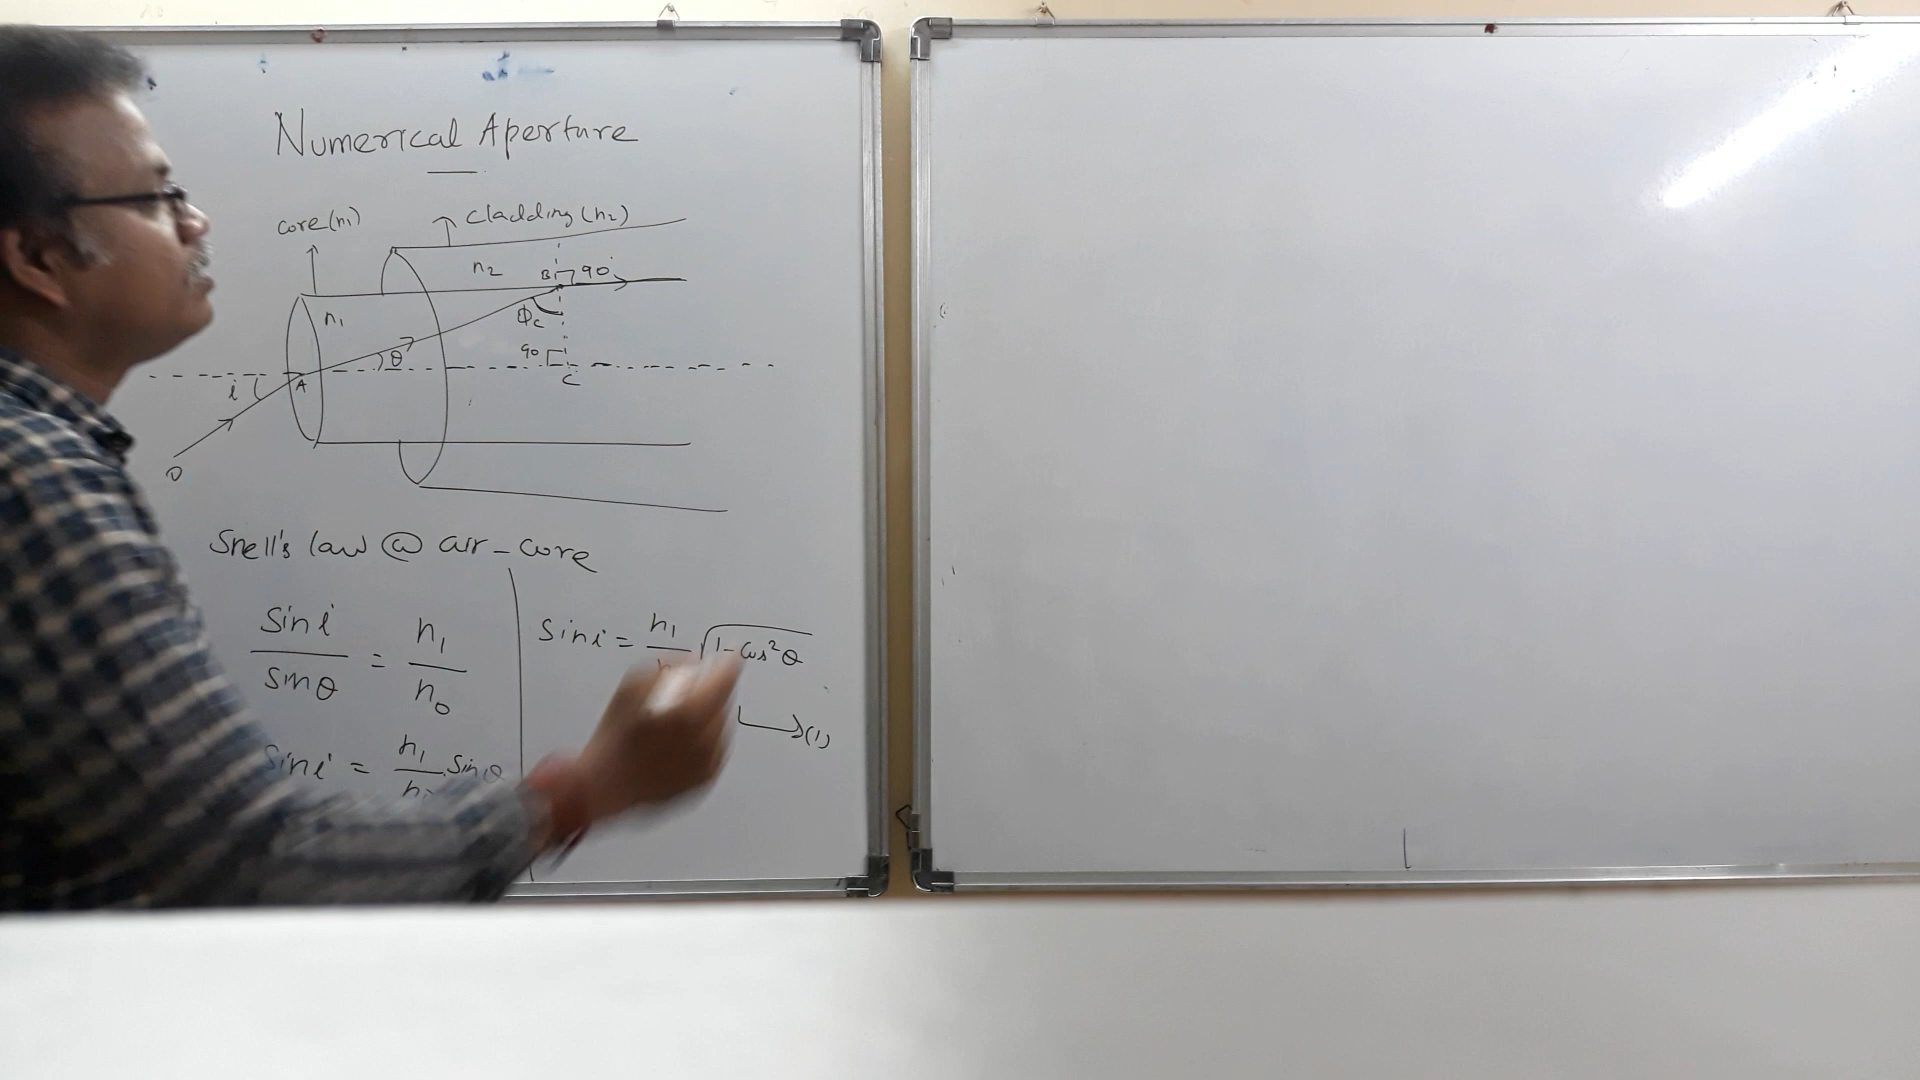 Numerical Aperture
core(n₁)
cladding(n₂)
n₂
B 90°
n₁
ϕc
90
θ
i
A
C
O
Snell's law @ air-core
sin i / sin θ = n₁ / n₀
sin i = n₁ sin θ
sin i = n₁ √1-cos²θ
→(1)